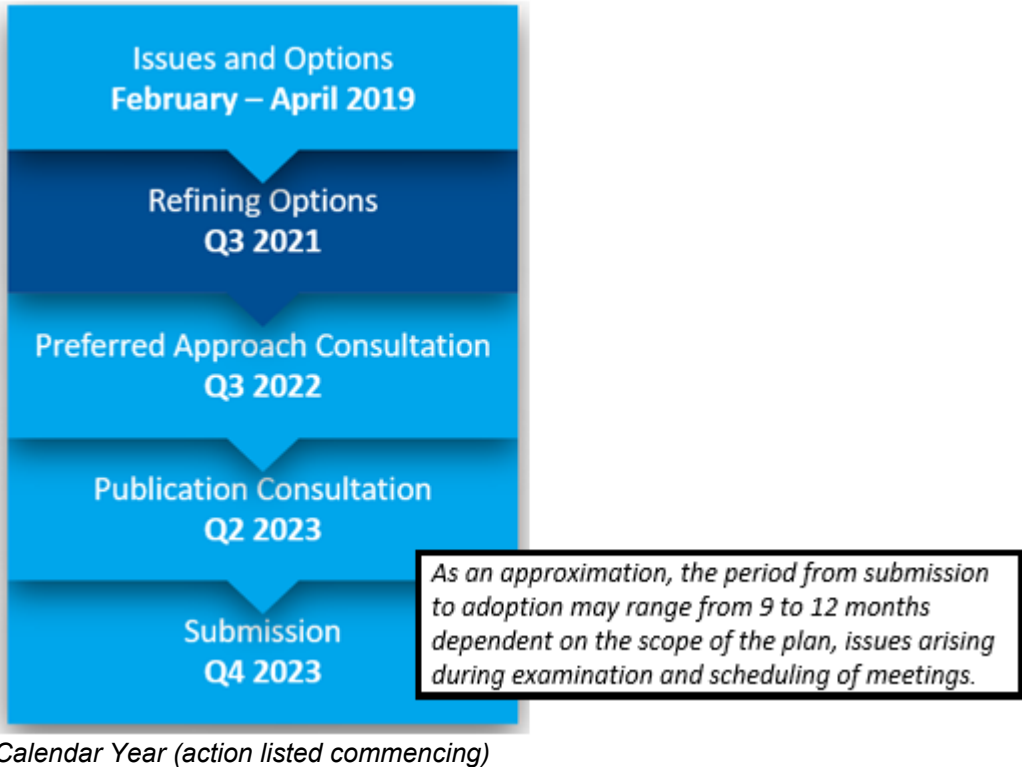 Issues and Options
February – April 2019
Refining Options
Q3 2021
Preferred Approach Consultation
Q3 2022
Publication Consultation
Q2 2023
Submission
Q4 2023
As an approximation, the period from submission
to adoption may range from 9 to 12 months
dependent on the scope of the plan, issues arising
during examination and scheduling of meetings.
Calendar Year (action listed commencing)